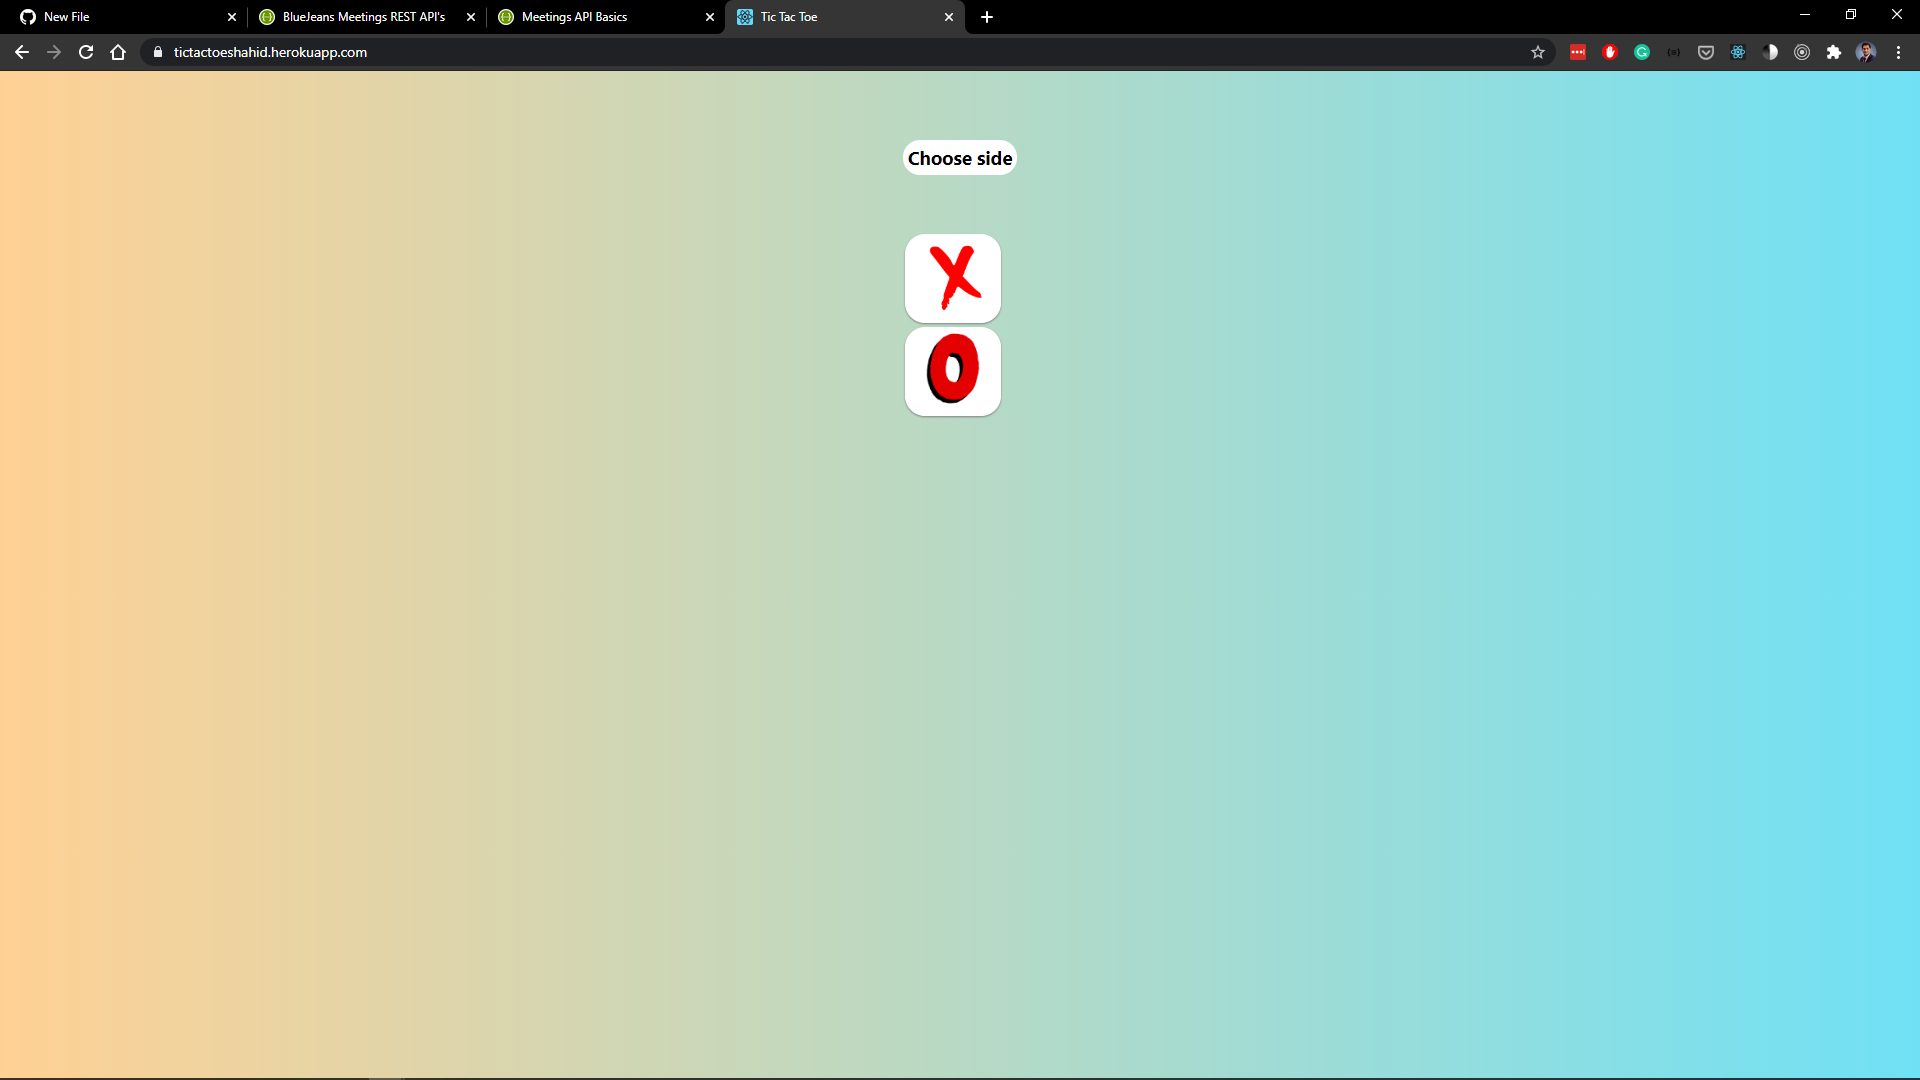 New File
BlueJeans Meetings REST API's
Meetings API Basics
Tic Tac Toe
tictactoeshahid.herokuapp.com
Choose side
X
O